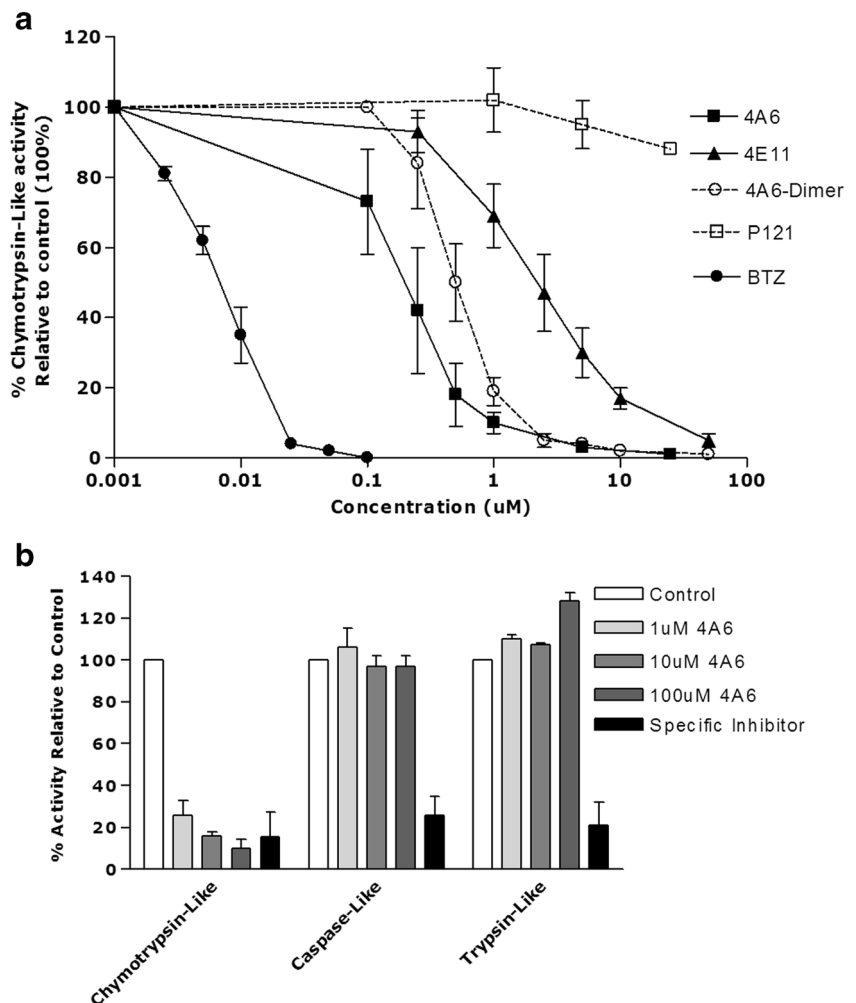 a
% Chymotrypsin-Like activity
Relative to control (100%)
120
100
80
60
40
20
0
0.001
0.01
0.1
1
10
100
Concentration (uM)
4A6
4E11
4A6-Dimer
P121
BTZ
b
% Activity Relative to Control
140
120
100
80
60
40
20
0
Chymotrypsin-Like
Caspase-Like
Trypsin-Like
Control
1uM 4A6
10uM 4A6
100uM 4A6
Specific Inhibitor